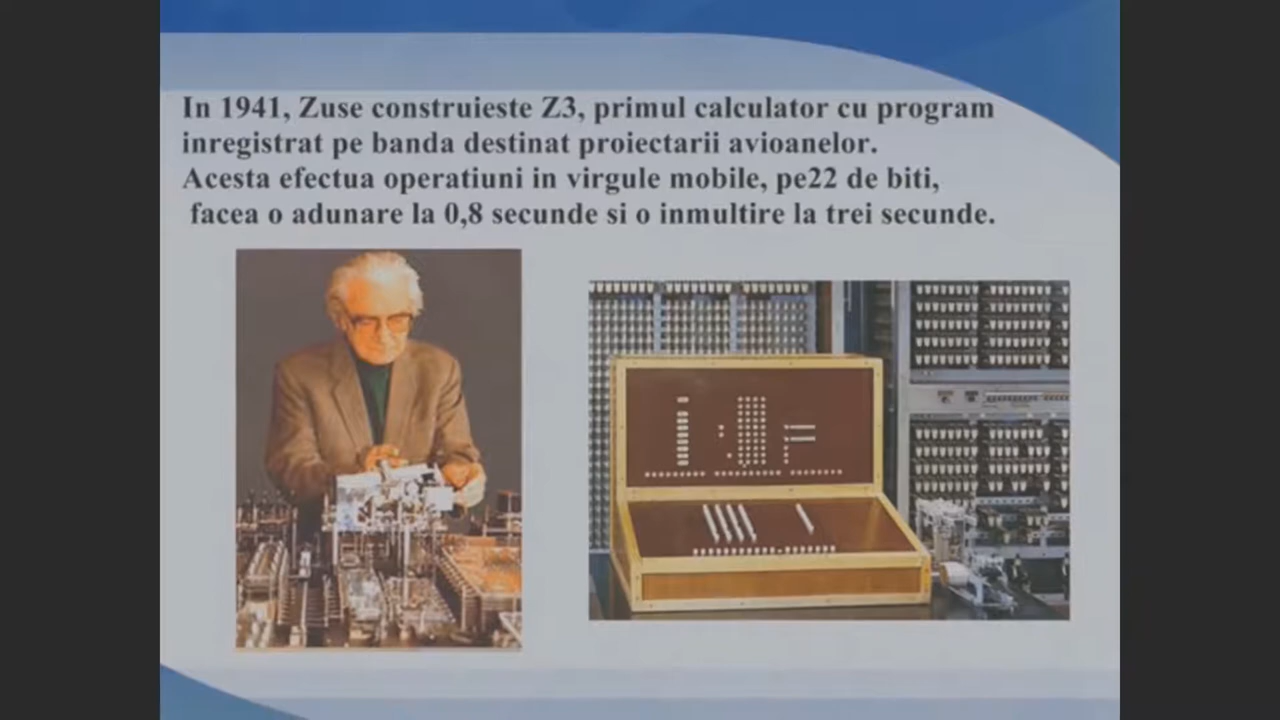 In 1941, Zuse construieste Z3, primul calculator cu program
inregistrat pe banda destinat proiectarii avioanelor.
Acesta efectua operatiuni in virgule mobile, pe22 de biti,
facea o adunare la 0,8 secunde si o inmultire la trei secunde.